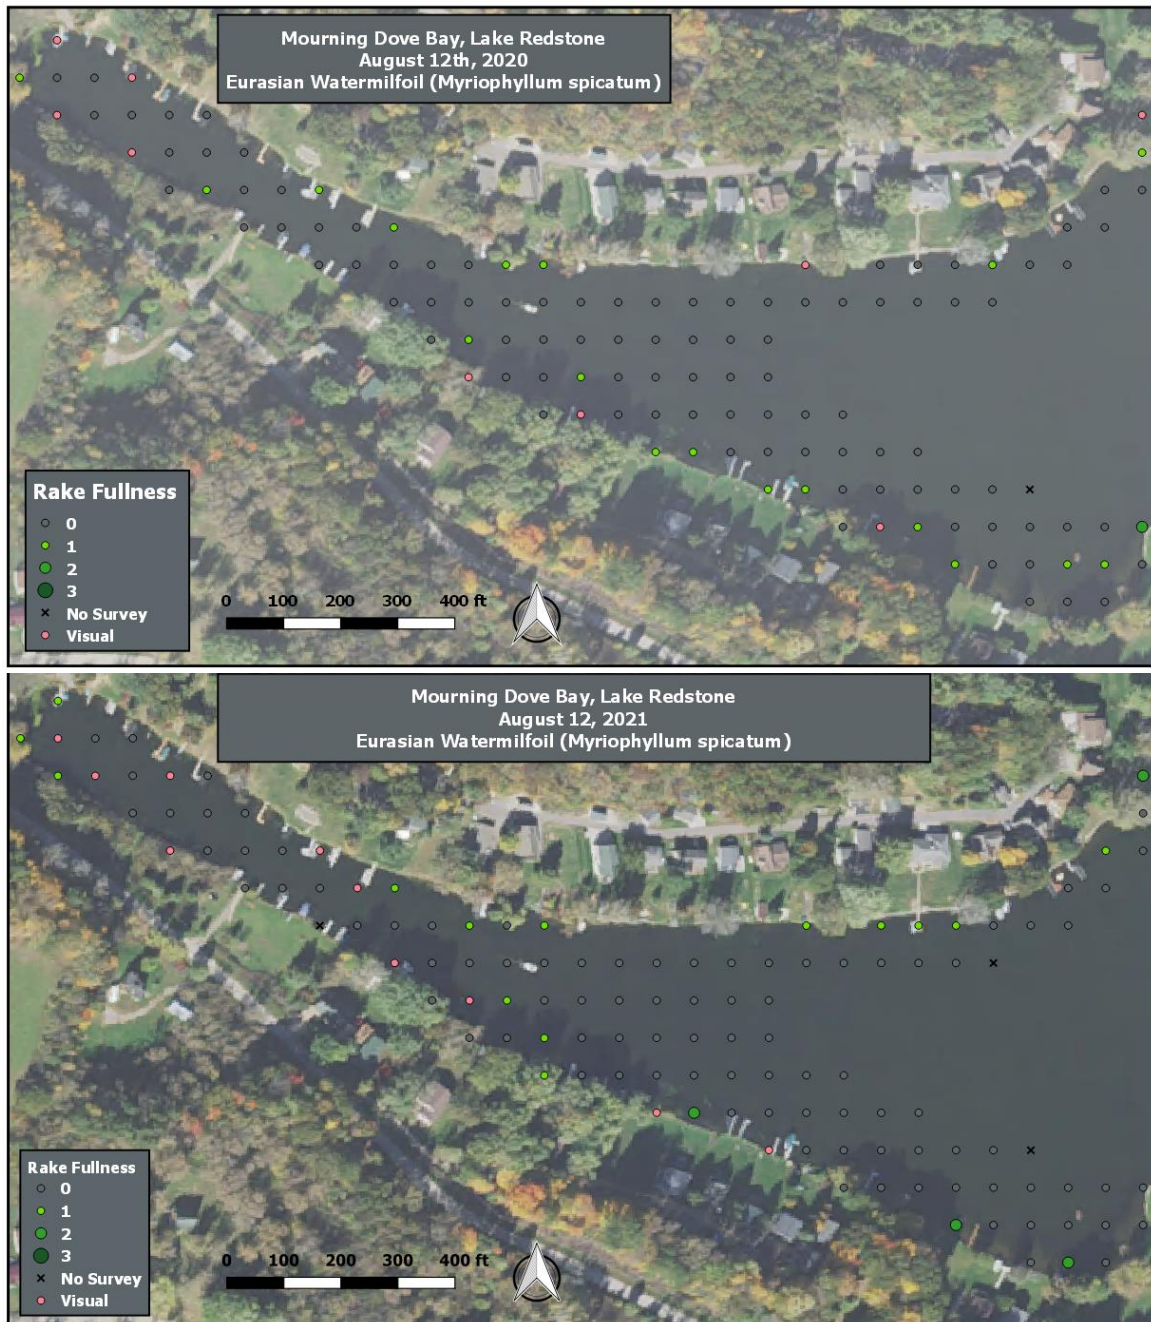 Mourning Dove Bay, Lake Redstone
August 12th, 2020
Eurasian Watermilfoil (Myriophyllum spicatum)
Rake Fullness
0
1
2
3
No Survey
Visual
0 100 200 300 400 ft
Mourning Dove Bay, Lake Redstone
August 12, 2021
Eurasian Watermilfoil (Myriophyllum spicatum)
Rake Fullness
0
1
2
3
No Survey
Visual
0 100 200 300 400 ft